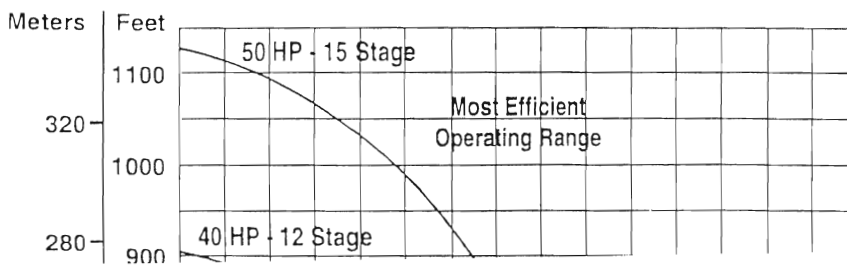 Meters Feet
50 HP - 15 Stage
1100
Most Efficient
320
Operating Range
1000
40 HP - 12 Stage
280
900